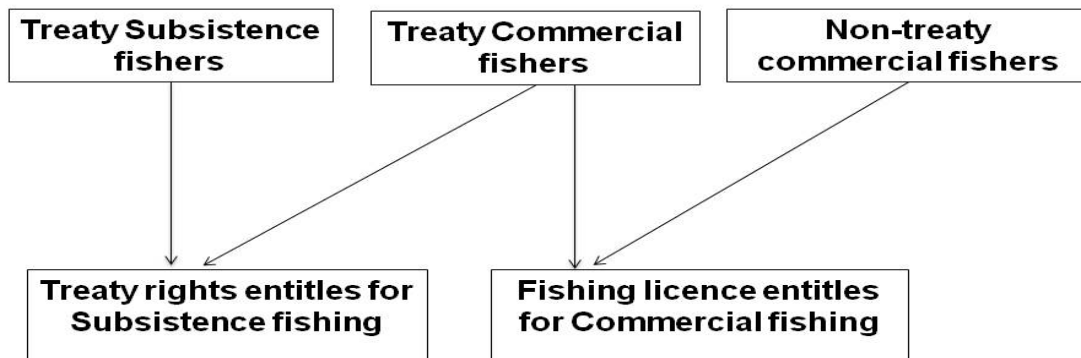 Treaty Subsistence
fishers
Treaty Commercial
fishers
Non-treaty
commercial fishers
Treaty rights entitles for
Subsistence fishing
Fishing licence entitles
for Commercial fishing